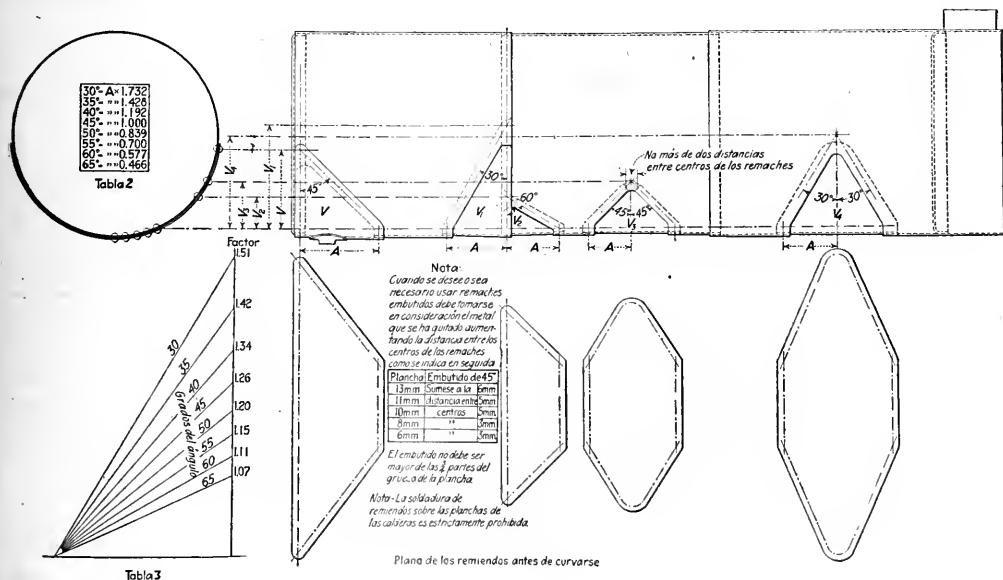 30°- A× 1.732
35°- " " 1.428
40°- " " 1.192
45°- " " 1.000
50°- " " 0.839
55°- " " 0.700
60°- " " 0.577
65°- " " 0.466
Tabla 2
V₄
V₃
V₂
V
V₁
45°
V
A
30°
V₁
A
60°
V₂
A
No más de dos distancias
entre centros de los remaches
45° 45°
V₃
A
30° 30°
V₄
A
Factor
1.51
1.42
1.34
1.26
1.20
1.15
1.11
1.07
30
35
40
45
50
55
60
65
Grados del ángulo
Tabla 3
Nota:
Cuando se desee o sea
necesario usar remaches
embutidos debe tomarse
en consideración el metal
que se ha quitado aumen-
tando la distancia entre los
centros de los remaches
como se indica en seguida
Plancha Embutido de 45°
13mm Sumese a la 6mm
11mm distancia entre 5mm
10mm centros 5mm
8mm " 3mm
6mm " 3mm
El embutido no debe ser
mayor de las ¾ partes del
grueso de la plancha
Nota- La soldadura de
remiendos sobre las planchas de
las calderas es estrictamente prohibida.
Plana de los remiendos antes de curvarse